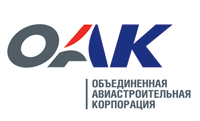 ОАК
ОБЪЕДИНЕННАЯ
АВИАСТРОИТЕЛЬНАЯ
КОРПОРАЦИЯ